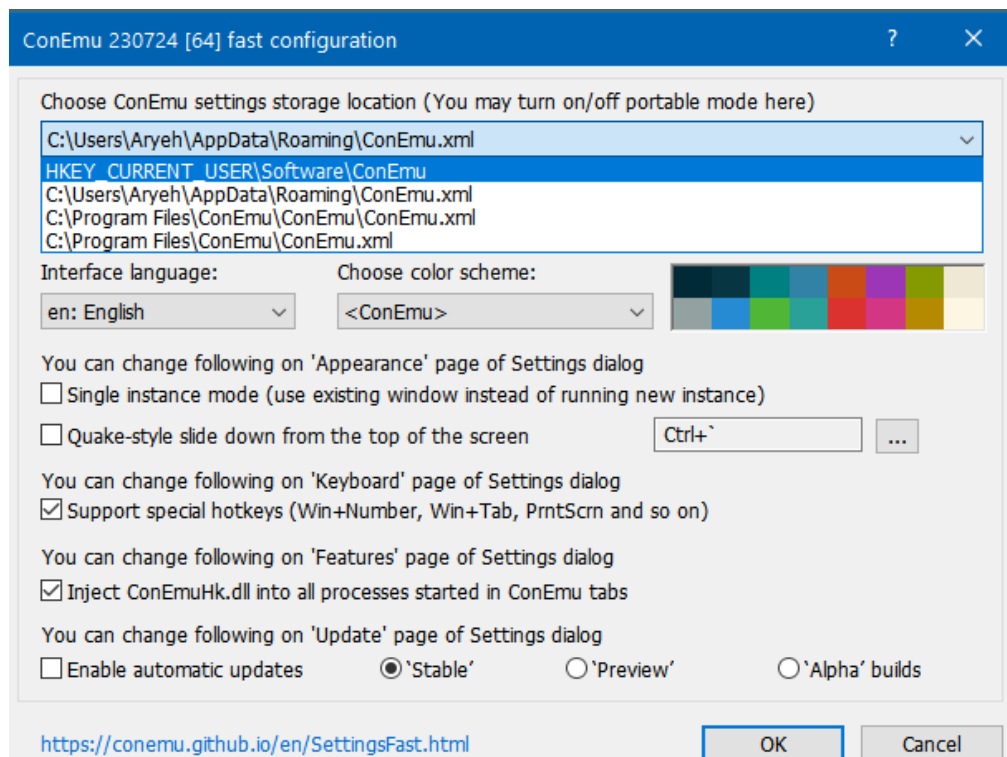 ConEmu 230724 [64] fast configuration ?
Choose ConEmu settings storage location (You may turn on/off portable mode here)
C:\Users\Aryeh\AppData\Roaming\ConEmu.xml
HKEY_CURRENT_USER\Software\ConEmu
C:\Users\Aryeh\AppData\Roaming\ConEmu.xml
C:\Program Files\ConEmu\ConEmu\ConEmu.xml
C:\Program Files\ConEmu\ConEmu.xml
Interface language: Choose color scheme:
en: English <ConEmu>
You can change following on 'Appearance' page of Settings dialog
Single instance mode (use existing window instead of running new instance)
Quake-style slide down from the top of the screen Ctrl+` ...
You can change following on 'Keyboard' page of Settings dialog
Support special hotkeys (Win+Number, Win+Tab, PrntScrn and so on)
You can change following on 'Features' page of Settings dialog
Inject ConEmuHk.dll into all processes started in ConEmu tabs
You can change following on 'Update' page of Settings dialog
Enable automatic updates ‘Stable’ ‘Preview’ ‘Alpha’ builds
https://conemu.github.io/en/SettingsFast.html OK Cancel